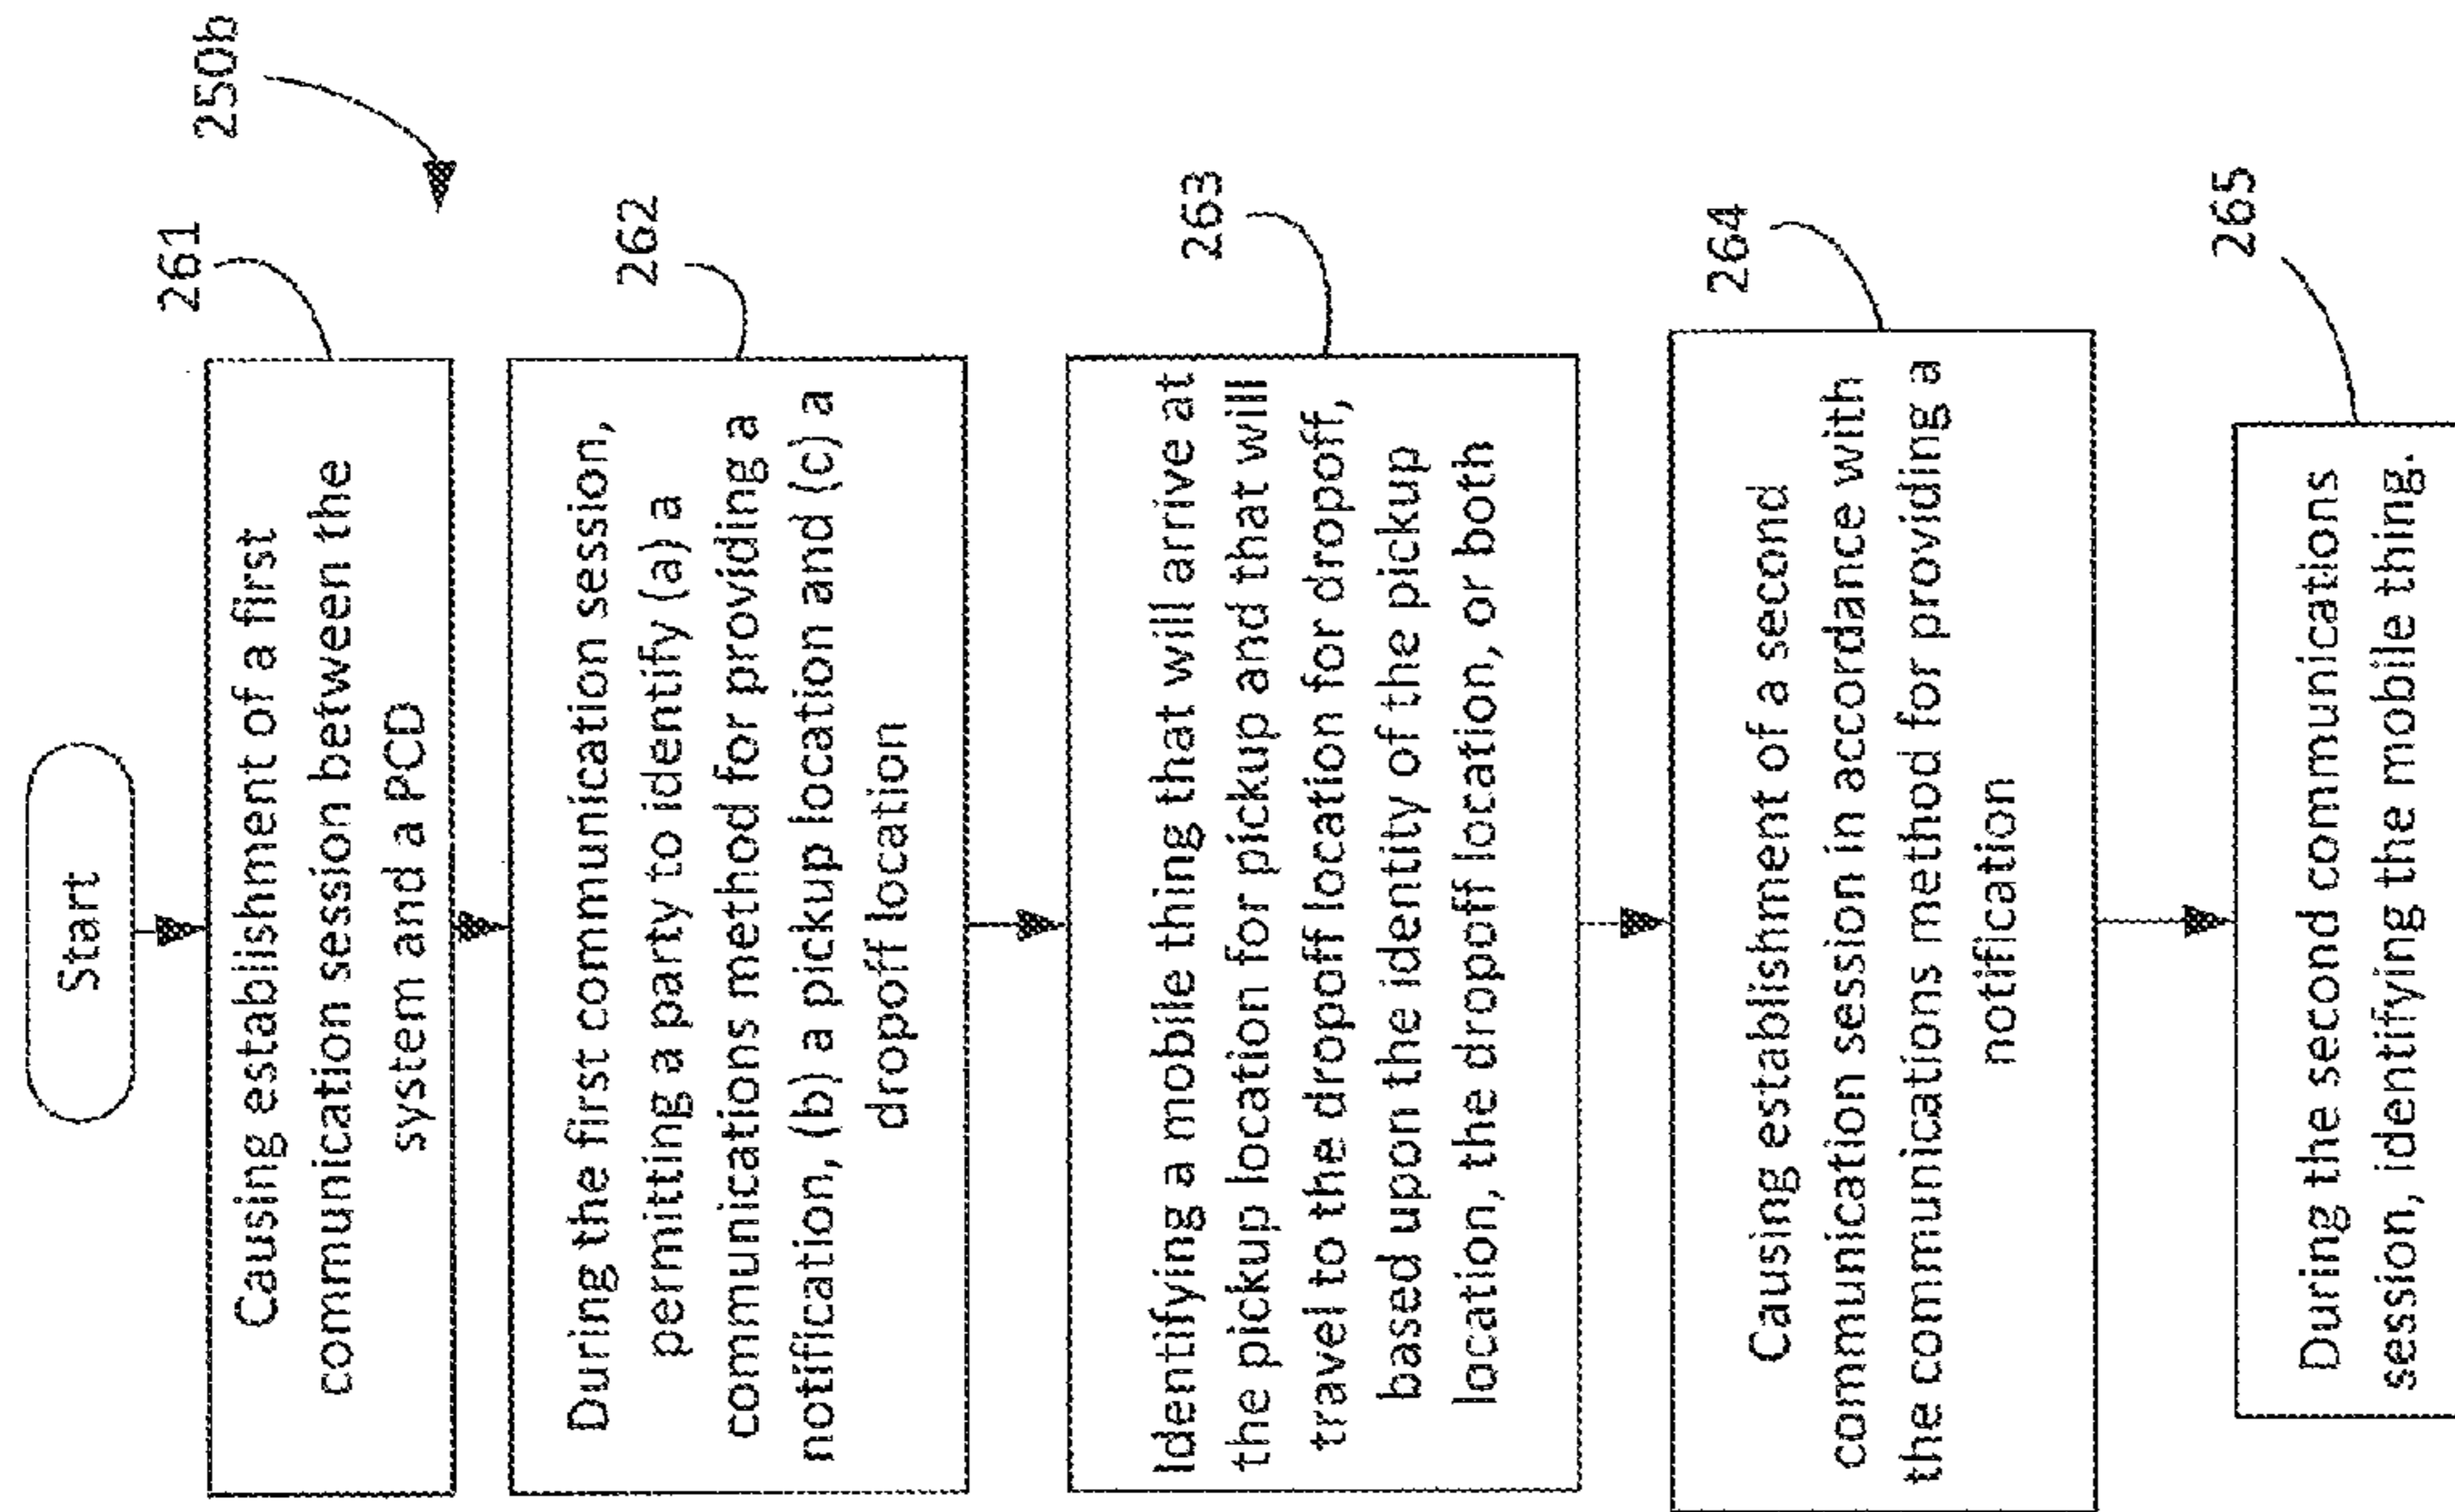 250b
Start
261
Causing establishment of a first
communication session between the
system and a PCD
262
During the first communication session,
permitting a party to identify (a) a
communications method for providing a
notification, (b) a pickup location and (c) a
dropoff location
263
Identifying a mobile thing that will arrive at
the pickup location for pickup and that will
travel to the dropoff location for dropoff,
based upon the identity of the pickup
location, the dropoff location, or both
264
Causing establishment of a second
communication session in accordance with
the communications method for providing a
notification
265
During the second communications
session, identifying the mobile thing.